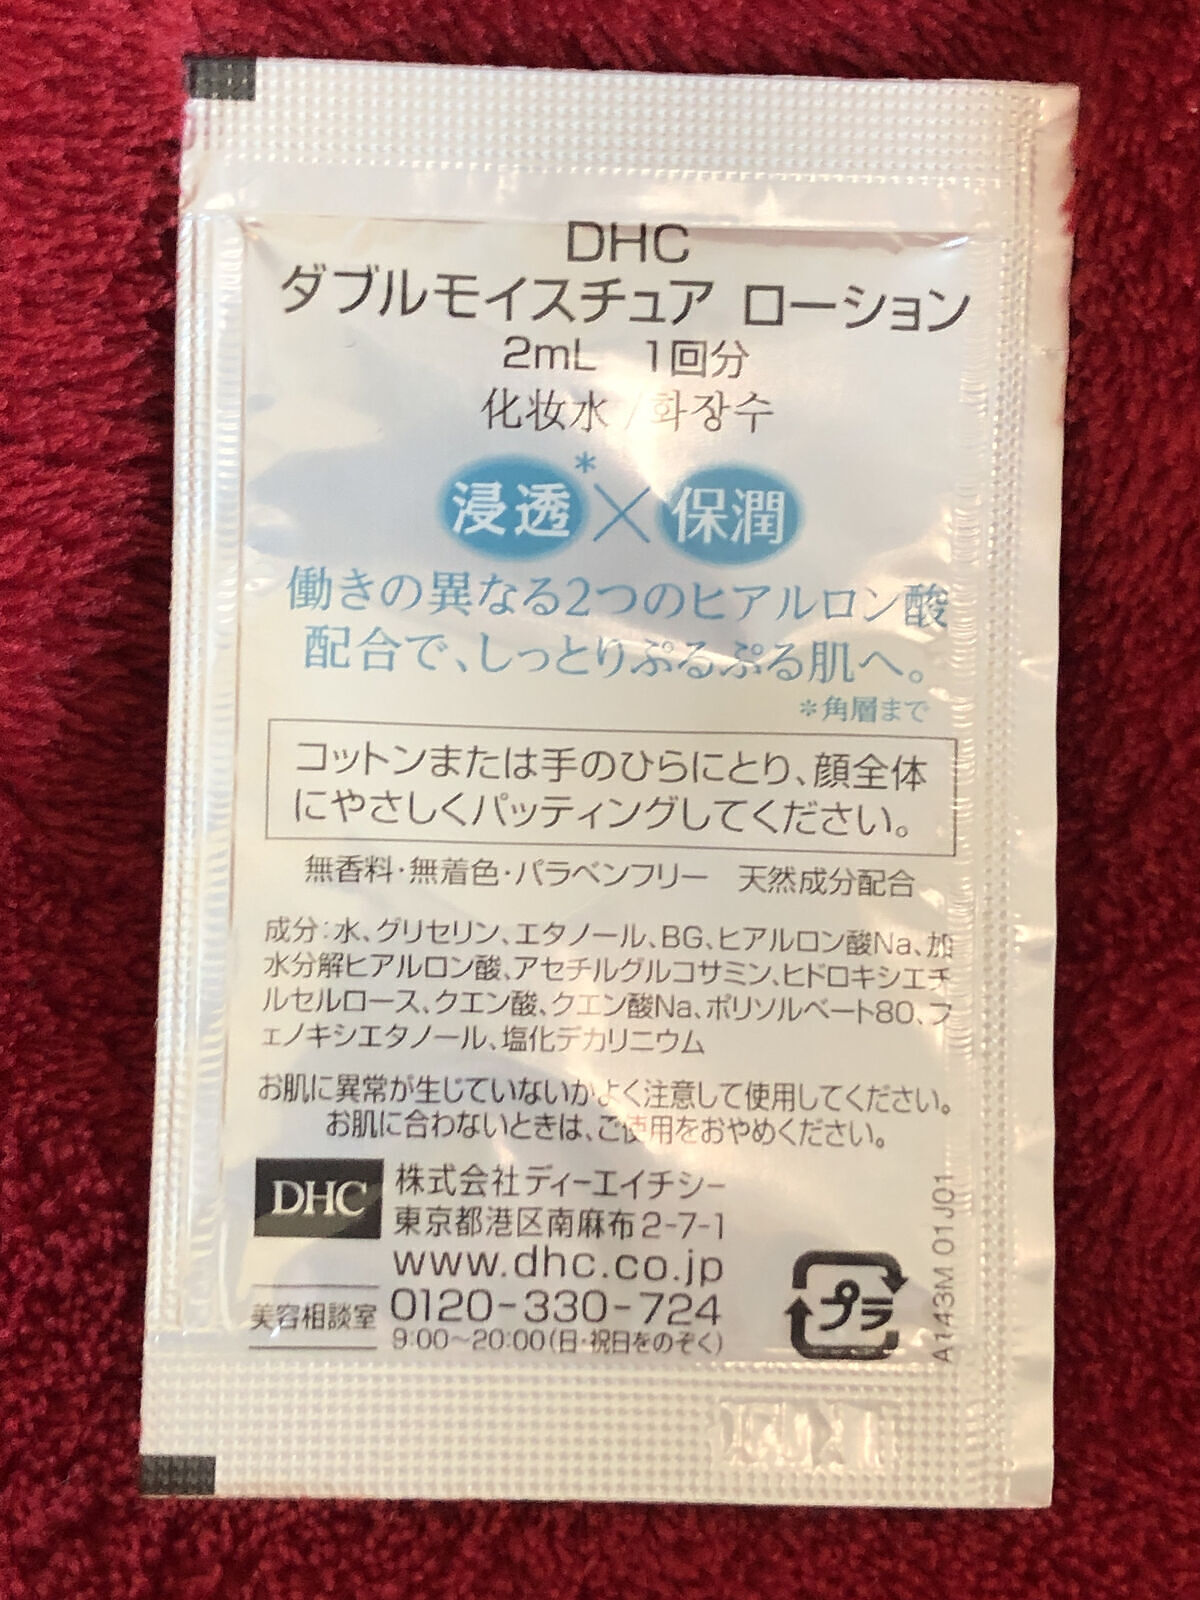 DHC
ダブルモイスチュア ローション
2mL 1回分
化妆水/화장수
浸透*×保潤
働きの異なる2つのヒアルロン酸
配合で、しっとりぷるぷる肌へ。
*角層まで
コットンまたは手のひらにとり、顔全体
にやさしくパッティングしてください。
無香料・無着色・パラベンフリー 天然成分配合
成分:水、グリセリン、エタノール、BG、ヒアルロン酸Na、加
水分解ヒアルロン酸、アセチルグルコサミン、ヒドロキシエチ
ルセルロース、クエン酸、クエン酸Na、ポリソルベート80、フ
ェノキシエタノール、塩化デカリニウム
お肌に異常が生じていないかよく注意して使用してください。
お肌に合わないときは、ご使用をおやめください。
DHC
株式会社ディーエイチシー
東京都港区南麻布2-7-1
www.dhc.co.jp
美容相談室 0120-330-724
9:00〜20:00(日・祝日をのぞく)
プラ
A143M 01J01